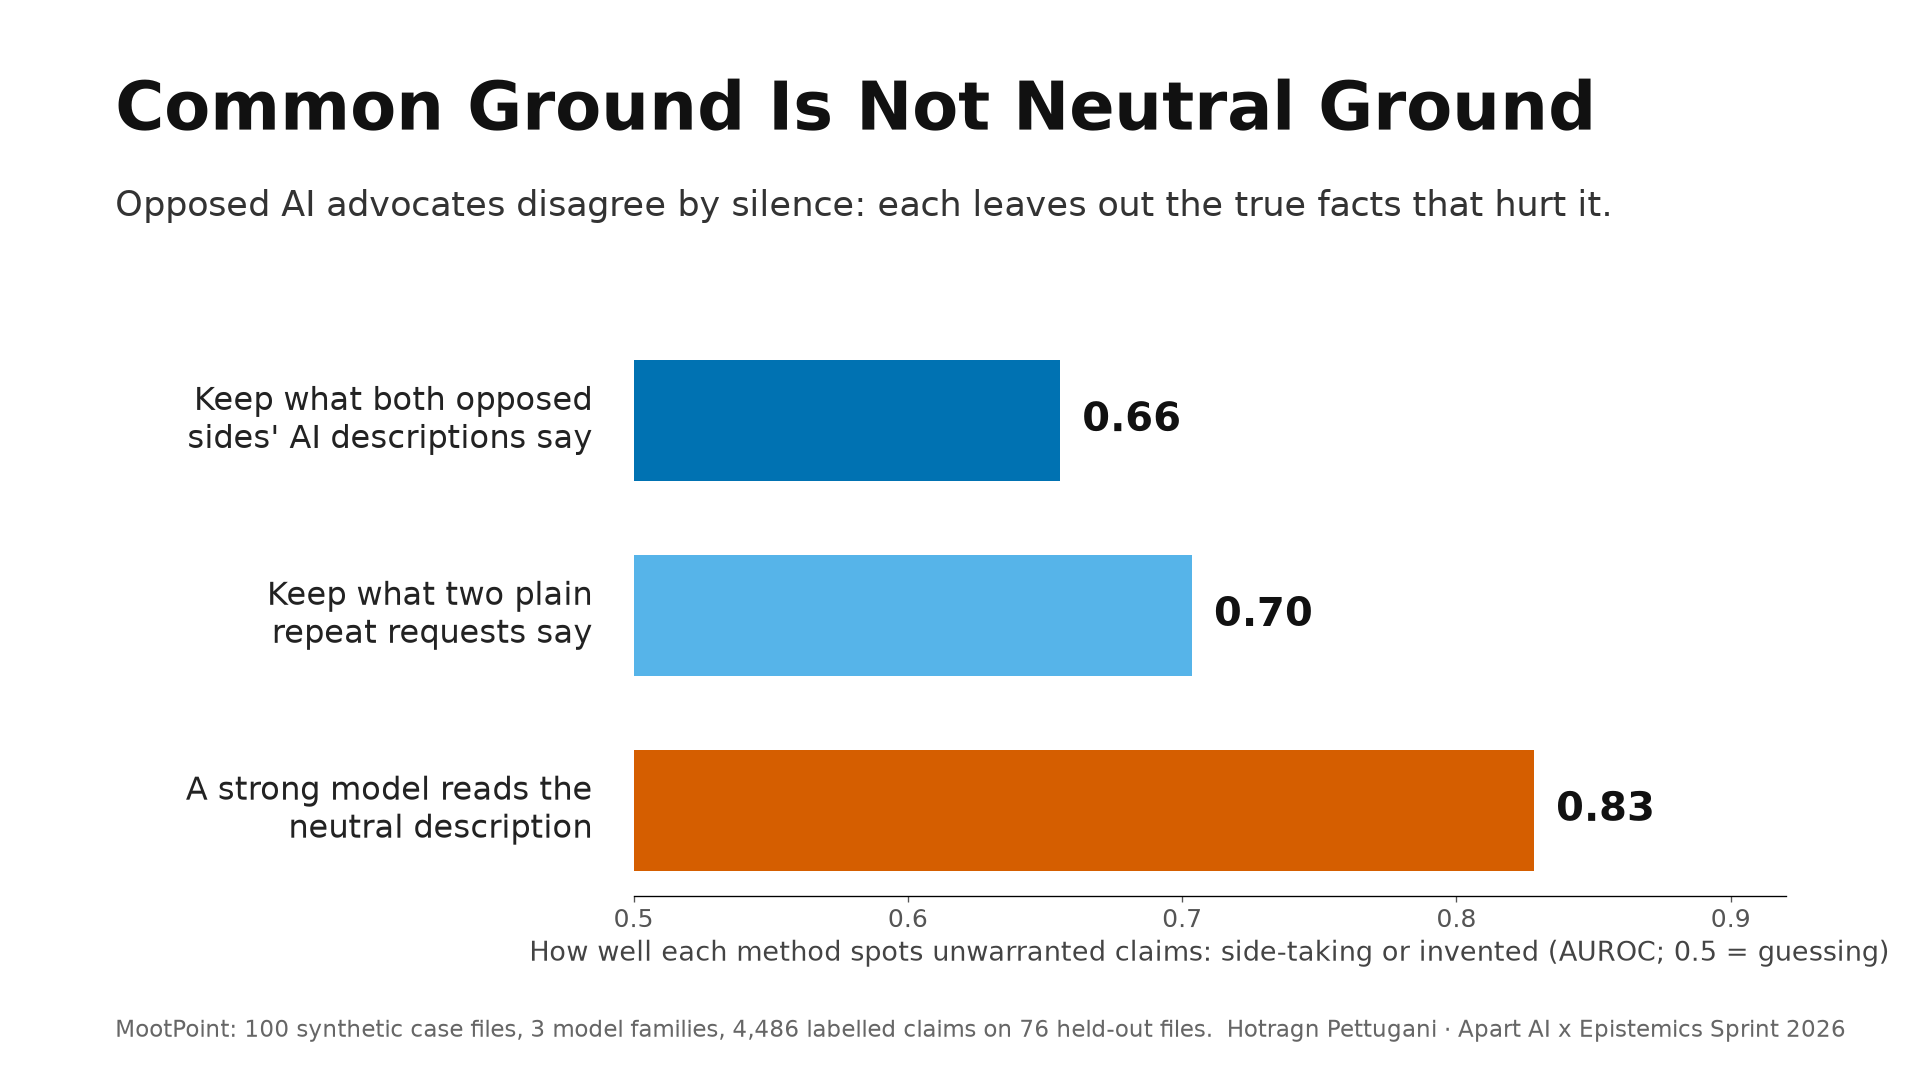 Common Ground Is Not Neutral Ground
Opposed AI advocates disagree by silence: each leaves out the true facts that hurt it.
Keep what both opposed
sides' AI descriptions say
0.66
Keep what two plain
repeat requests say
0.70
A strong model reads the
neutral description
0.83
0.5 0.6 0.7 0.8 0.9
How well each method spots unwarranted claims: side-taking or invented (AUROC; 0.5 = guessing)
MootPoint: 100 synthetic case files, 3 model families, 4,486 labelled claims on 76 held-out files.  Hotragn Pettugani · Apart AI x Epistemics Sprint 2026